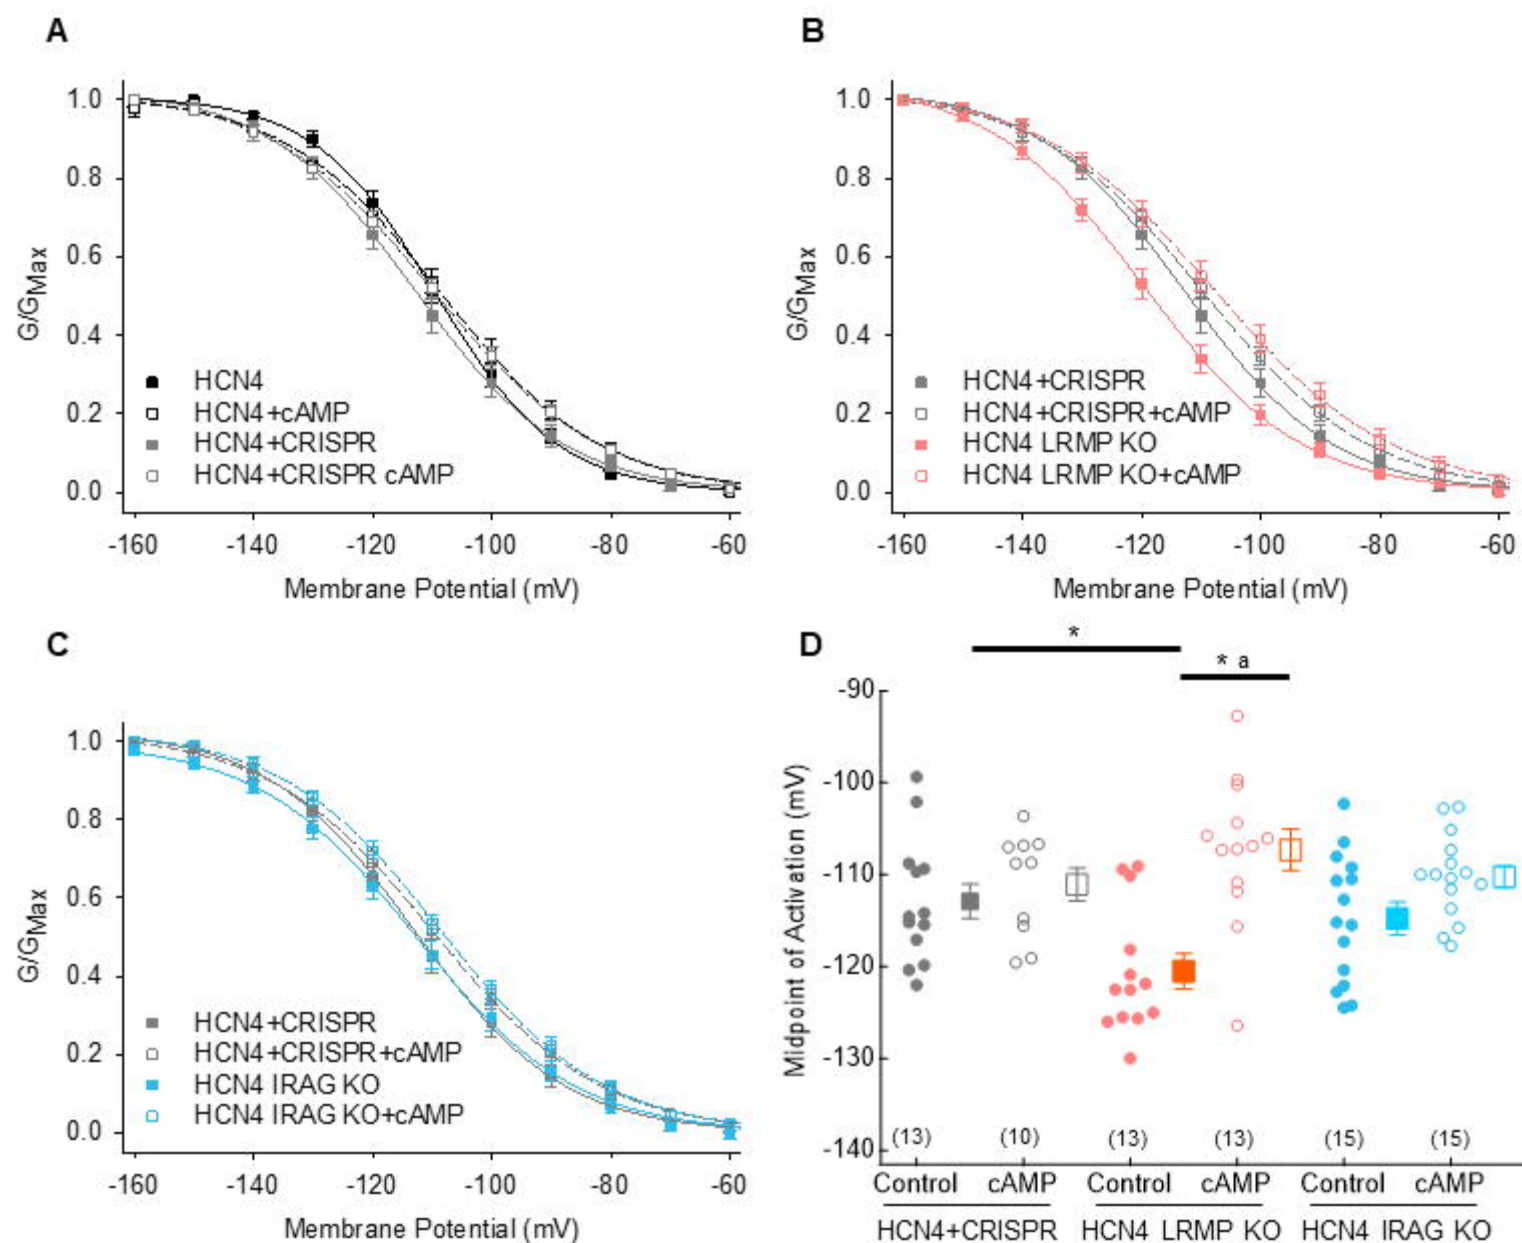 A
1.0
0.8
0.6
0.4
0.2
0.0
G/GMax
HCN4
HCN4+cAMP
HCN4+CRISPR
HCN4+CRISPR cAMP
-160 -140 -120 -100 -80 -60
Membrane Potential (mV)
B
1.0
0.8
0.6
0.4
0.2
0.0
G/GMax
HCN4+CRISPR
HCN4+CRISPR+cAMP
HCN4 LRMP KO
HCN4 LRMP KO+cAMP
-160 -140 -120 -100 -80 -60
Membrane Potential (mV)
C
1.0
0.8
0.6
0.4
0.2
0.0
G/GMax
HCN4+CRISPR
HCN4+CRISPR+cAMP
HCN4 IRAG KO
HCN4 IRAG KO+cAMP
-160 -140 -120 -100 -80 -60
Membrane Potential (mV)
D
*
* a
-90
-100
-110
-120
-130
-140
Midpoint of Activation (mV)
(13) (10) (13) (13) (15) (15)
Control cAMP Control cAMP Control cAMP
HCN4+CRISPR HCN4 LRMP KO HCN4 IRAG KO